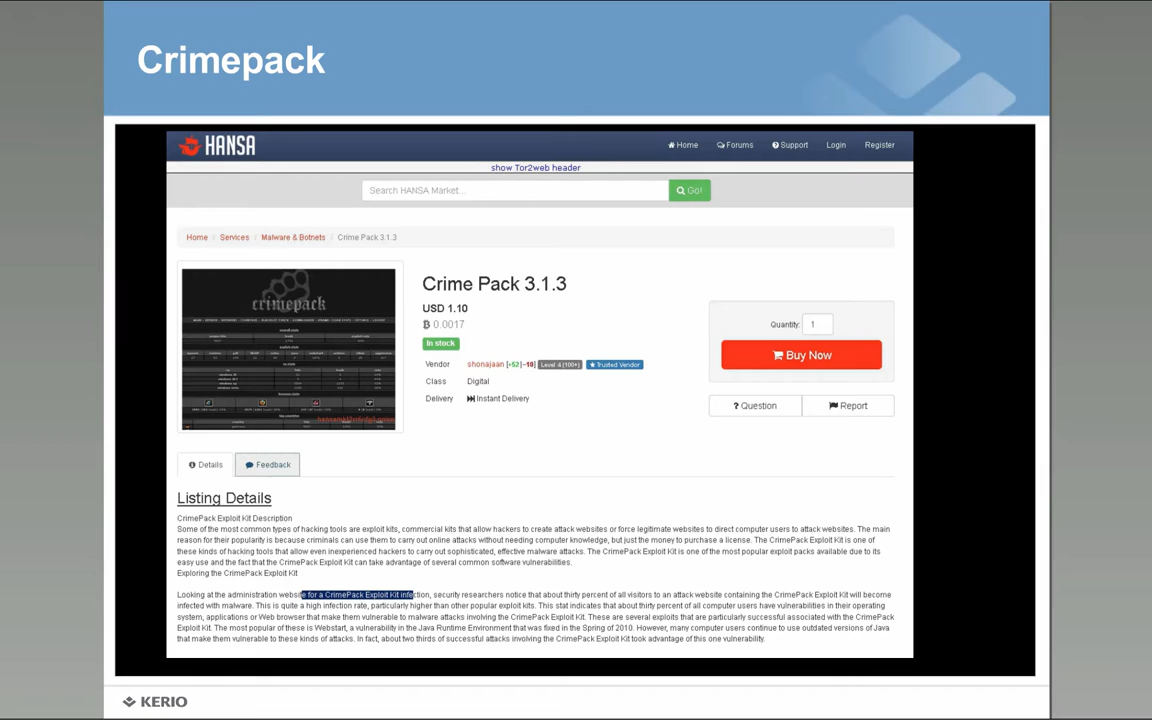 Crimepack
HANSA
Home Forums Support Login Register
show Tor2web header
Search HANSA Market... Go!
Home / Services / Malware & Botnets / Crime Pack 3.1.3
crimepack
Crime Pack 3.1.3
USD 1.10
0.0017
In stock
Vendor shonajaan [+52|-10] Level 4 (100+) Trusted Vendor
Class Digital
Delivery Instant Delivery
Quantity: 1
Buy Now
Question Report
Details Feedback
Listing Details
CrimePack Exploit Kit Description
Some of the most common types of hacking tools are exploit kits, commercial kits that allow hackers to create attack websites or force legitimate websites to direct computer users to attack websites. The main
reason for their popularity is because criminals can use them to carry out online attacks without needing computer knowledge, but just the money to purchase a license. The CrimePack Exploit Kit is one of
these kinds of hacking tools that allow even inexperienced hackers to carry out sophisticated, effective malware attacks. The CrimePack Exploit Kit is one of the most popular exploit packs available due to its
easy use and the fact that the CrimePack Exploit Kit can take advantage of several common software vulnerabilities.
Exploring the CrimePack Exploit Kit
Looking at the administration website for a CrimePack Exploit Kit infection, security researchers notice that about thirty percent of all visitors to an attack website containing the CrimePack Exploit Kit will become
infected with malware. This is quite a high infection rate, particularly higher than other popular exploit kits. This stat indicates that about thirty percent of all computer users have vulnerabilities in their operating
system, applications or Web browser that make them vulnerable to malware attacks involving the CrimePack Exploit Kit. These are several exploits that are particularly successful associated with the CrimePack
Exploit Kit. The most popular of these is Webstart, a vulnerability in the Java Runtime Environment that was fixed in the Spring of 2010. However, many computer users continue to use outdated versions of Java
that make them vulnerable to these kinds of attacks. In fact, about two thirds of successful attacks involving the CrimePack Exploit Kit took advantage of this one vulnerability.
KERIO